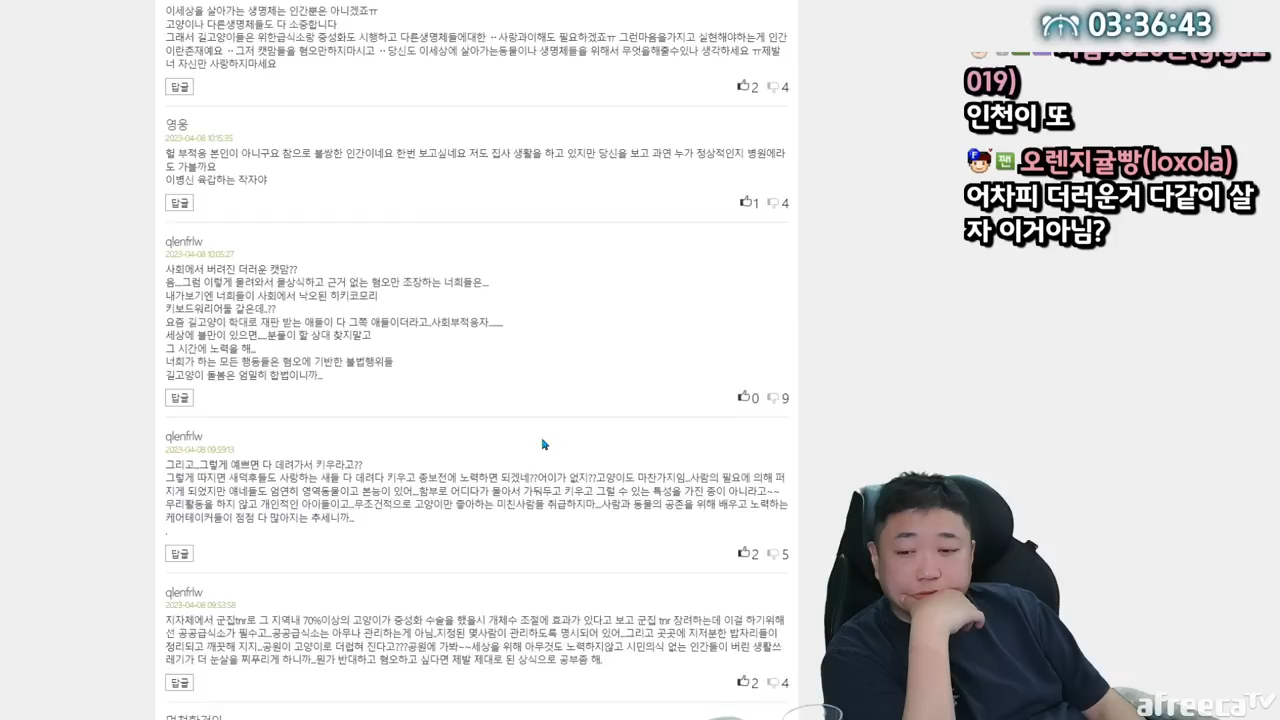 이세상을 살아가는 생명체는 인간뿐은 아니겠죠ㅠ
고양이나 다른생명체들도 다 소중합니다
그래서 길고양이들은 위한급식소랑 중성화도 시행하고 다른생명체들에대한 ㆍㆍ사랑과이해도 필요하겠죠ㅠ 그런마음을가지고 실현해야하는게 인간
이란존재예요 ㆍㆍ그저 캣맘들을 혐오만하지마시고 ㆍㆍ당신도 이세상에 살아가는동물이나 생명체들을 위해서 무엇을해줄수있나 생각하세요 ㅠ제발
너 자신만 사랑하지마세요
답글
2 4
영웅
2023-04-08 10:15:35
헐 부적응 본인이 아니구요 참으로 불쌍한 인간이네요 한번 보고싶네요 저도 집사 생활을 하고 있지만 당신을 보고 과연 누가 정상적인지 병원에라
도 가볼까요
이병신 육갑하는 작자야
답글
1 4
qlenfrlw
2023-04-08 10:05:27
사회에서 버려진 더러운 캣맘??
음...그럼 이렇게 몰려와서 몰상식하고 근거 없는 혐오만 조장하는 너희들은...
내가보기엔 너희들이 사회에서 낙오된 히키코모리
키보드워리어둘 같은데..??
요즘 길고양이 학대로 재판 받는 애들이 다 그쪽 애들이더라고..사회부적응자.......
세상에 불만이 있으면.....분풀이 할 상대 찾지말고
그 시간에 노력을 해...
너희가 하는 모든 행동들은 혐오에 기반한 불법행위들
길고양이 돌봄은 엄밀히 합법이니까...
답글
0 9
qlenfrlw
2023-04-08 09:59:13
그리고...그렇게 예쁘면 다 데려가서 키우라고??
그렇게 따지면 새덕후들도 사랑하는 새들 다 데려다 키우고 종보전에 노력하면 되겠네??어이가 없지??고양이도 마찬가지임...사람의 필요에 의해 퍼
지게 되었지만 얘네들도 엄연히 영역동물이고 본능이 있어....함부로 어디다가 몰아서 가둬두고 키우고 그럴 수 있는 특성을 가진 종이 아니라고~~
무리활동을 하지 않고 개인적인 아이들이고...무조건적으로 고양이만 좋아하는 미친사람들 취급하지마....사람과 동물의 공존을 위해 배우고 노력하는
케어테이커들이 점점 다 많아지는 추세니까...
.
답글
2 5
qlenfrlw
2023-04-08 09:53:58
지자체에서 군집tnr로 그 지역내 70%이상의 고양이가 중성화 수술을 했을시 개체수 조절에 효과가 있다고 보고 군집 tnr 장려하는데 이걸 하기위해
선 공공급식소가 필수고...공공급식소는 아무나 관리하는게 아님...지정된 몇사람이 관리하도록 명시되어 있어...그리고 곳곳에 지저분한 밥자리들이
정리되고 깨끗해 지지....공원이 고양이로 더럽혀 진다고???공원에 가봐~~세상을 위해 아무것도 노력하지않고 시민의식 없는 인간들이 버린 생활쓰
레기가 더 눈살을 찌푸리게 하니까...뭔가 반대하고 혐오하고 싶다면 제발 제대로 된 상식으로 공부좀 해.
답글
2 4
03:36:43
019)
인천이 또
F 팬 오렌지귤빵(loxola)
어차피 더러운거 다같이 살
자 이거아님?
afreecaTV